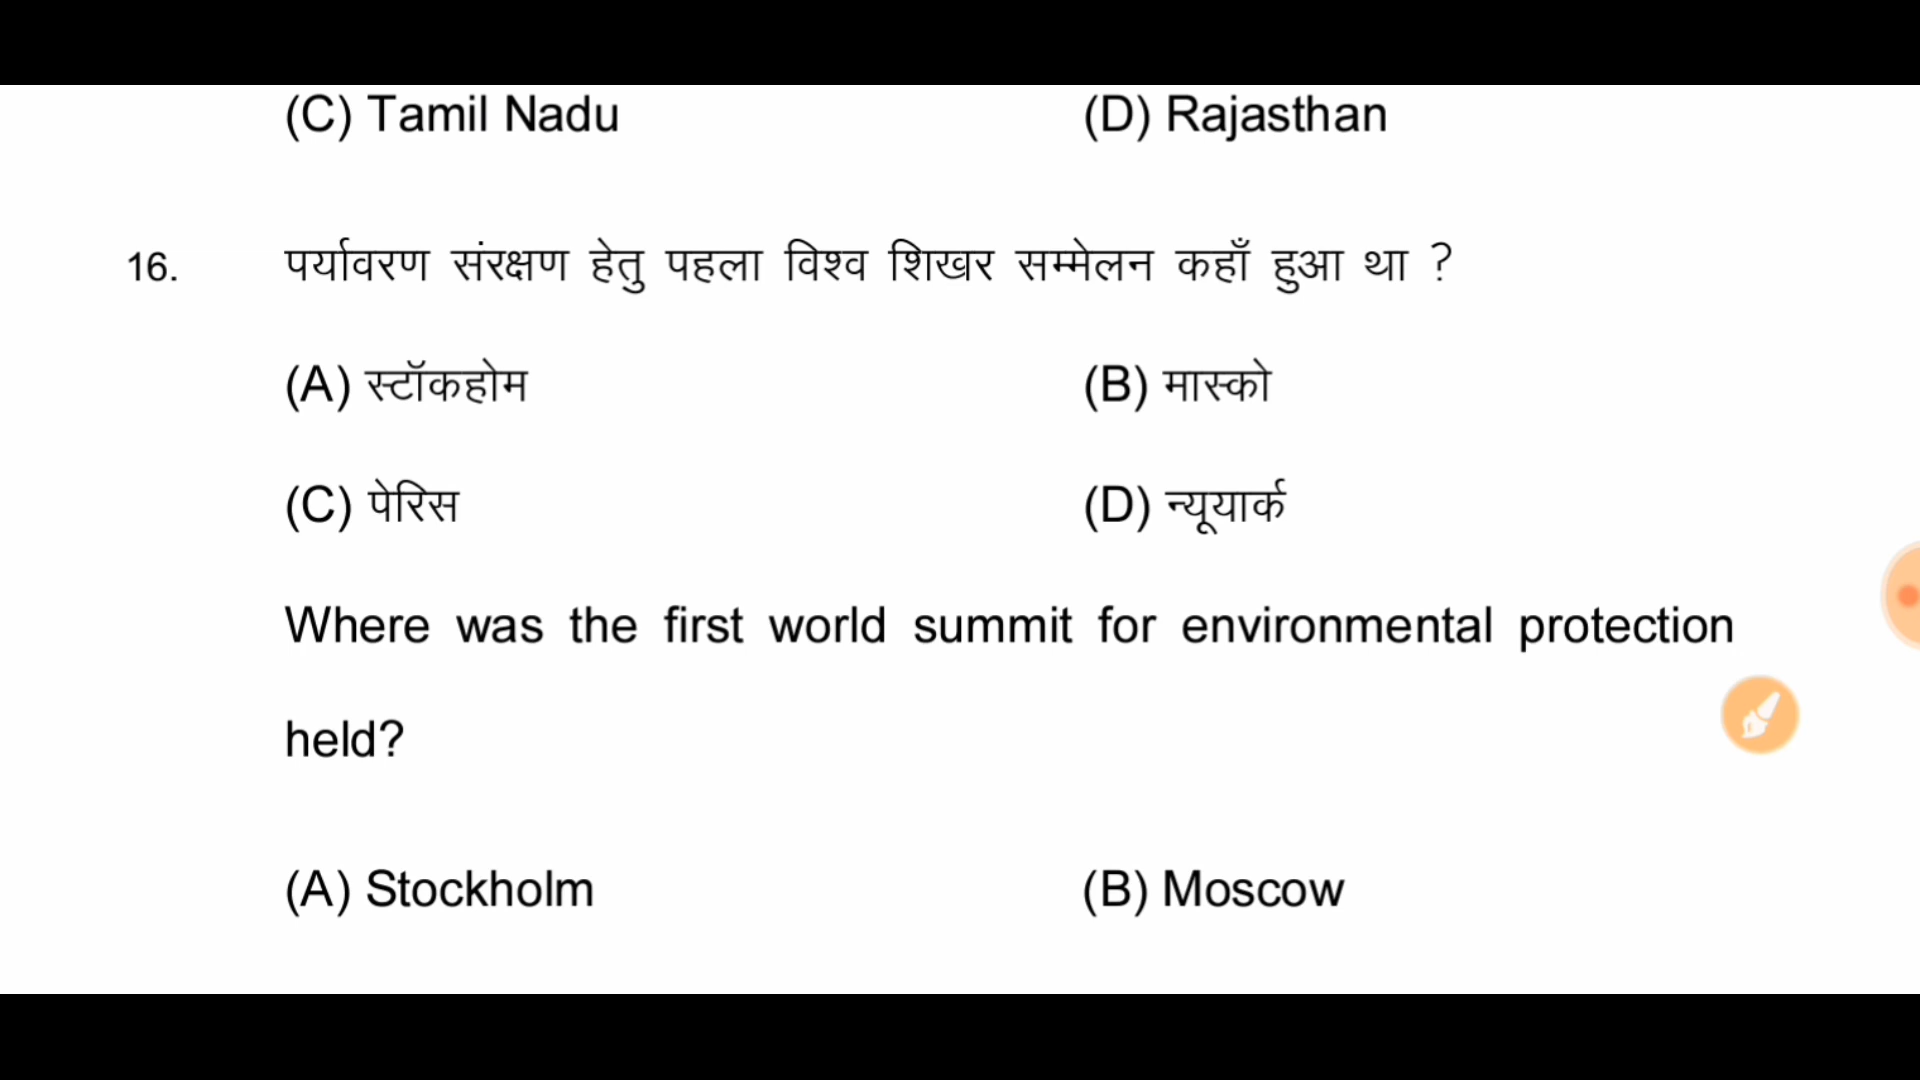 (C) Tamil Nadu (D) Rajasthan
16. पर्यावरण संरक्षण हेतु पहला विश्व शिखर सम्मेलन कहाँ हुआ था ?
(A) स्टॉकहोम (B) मास्को
(C) पेरिस (D) न्यूयार्क
Where was the first world summit for environmental protection
held?
(A) Stockholm (B) Moscow